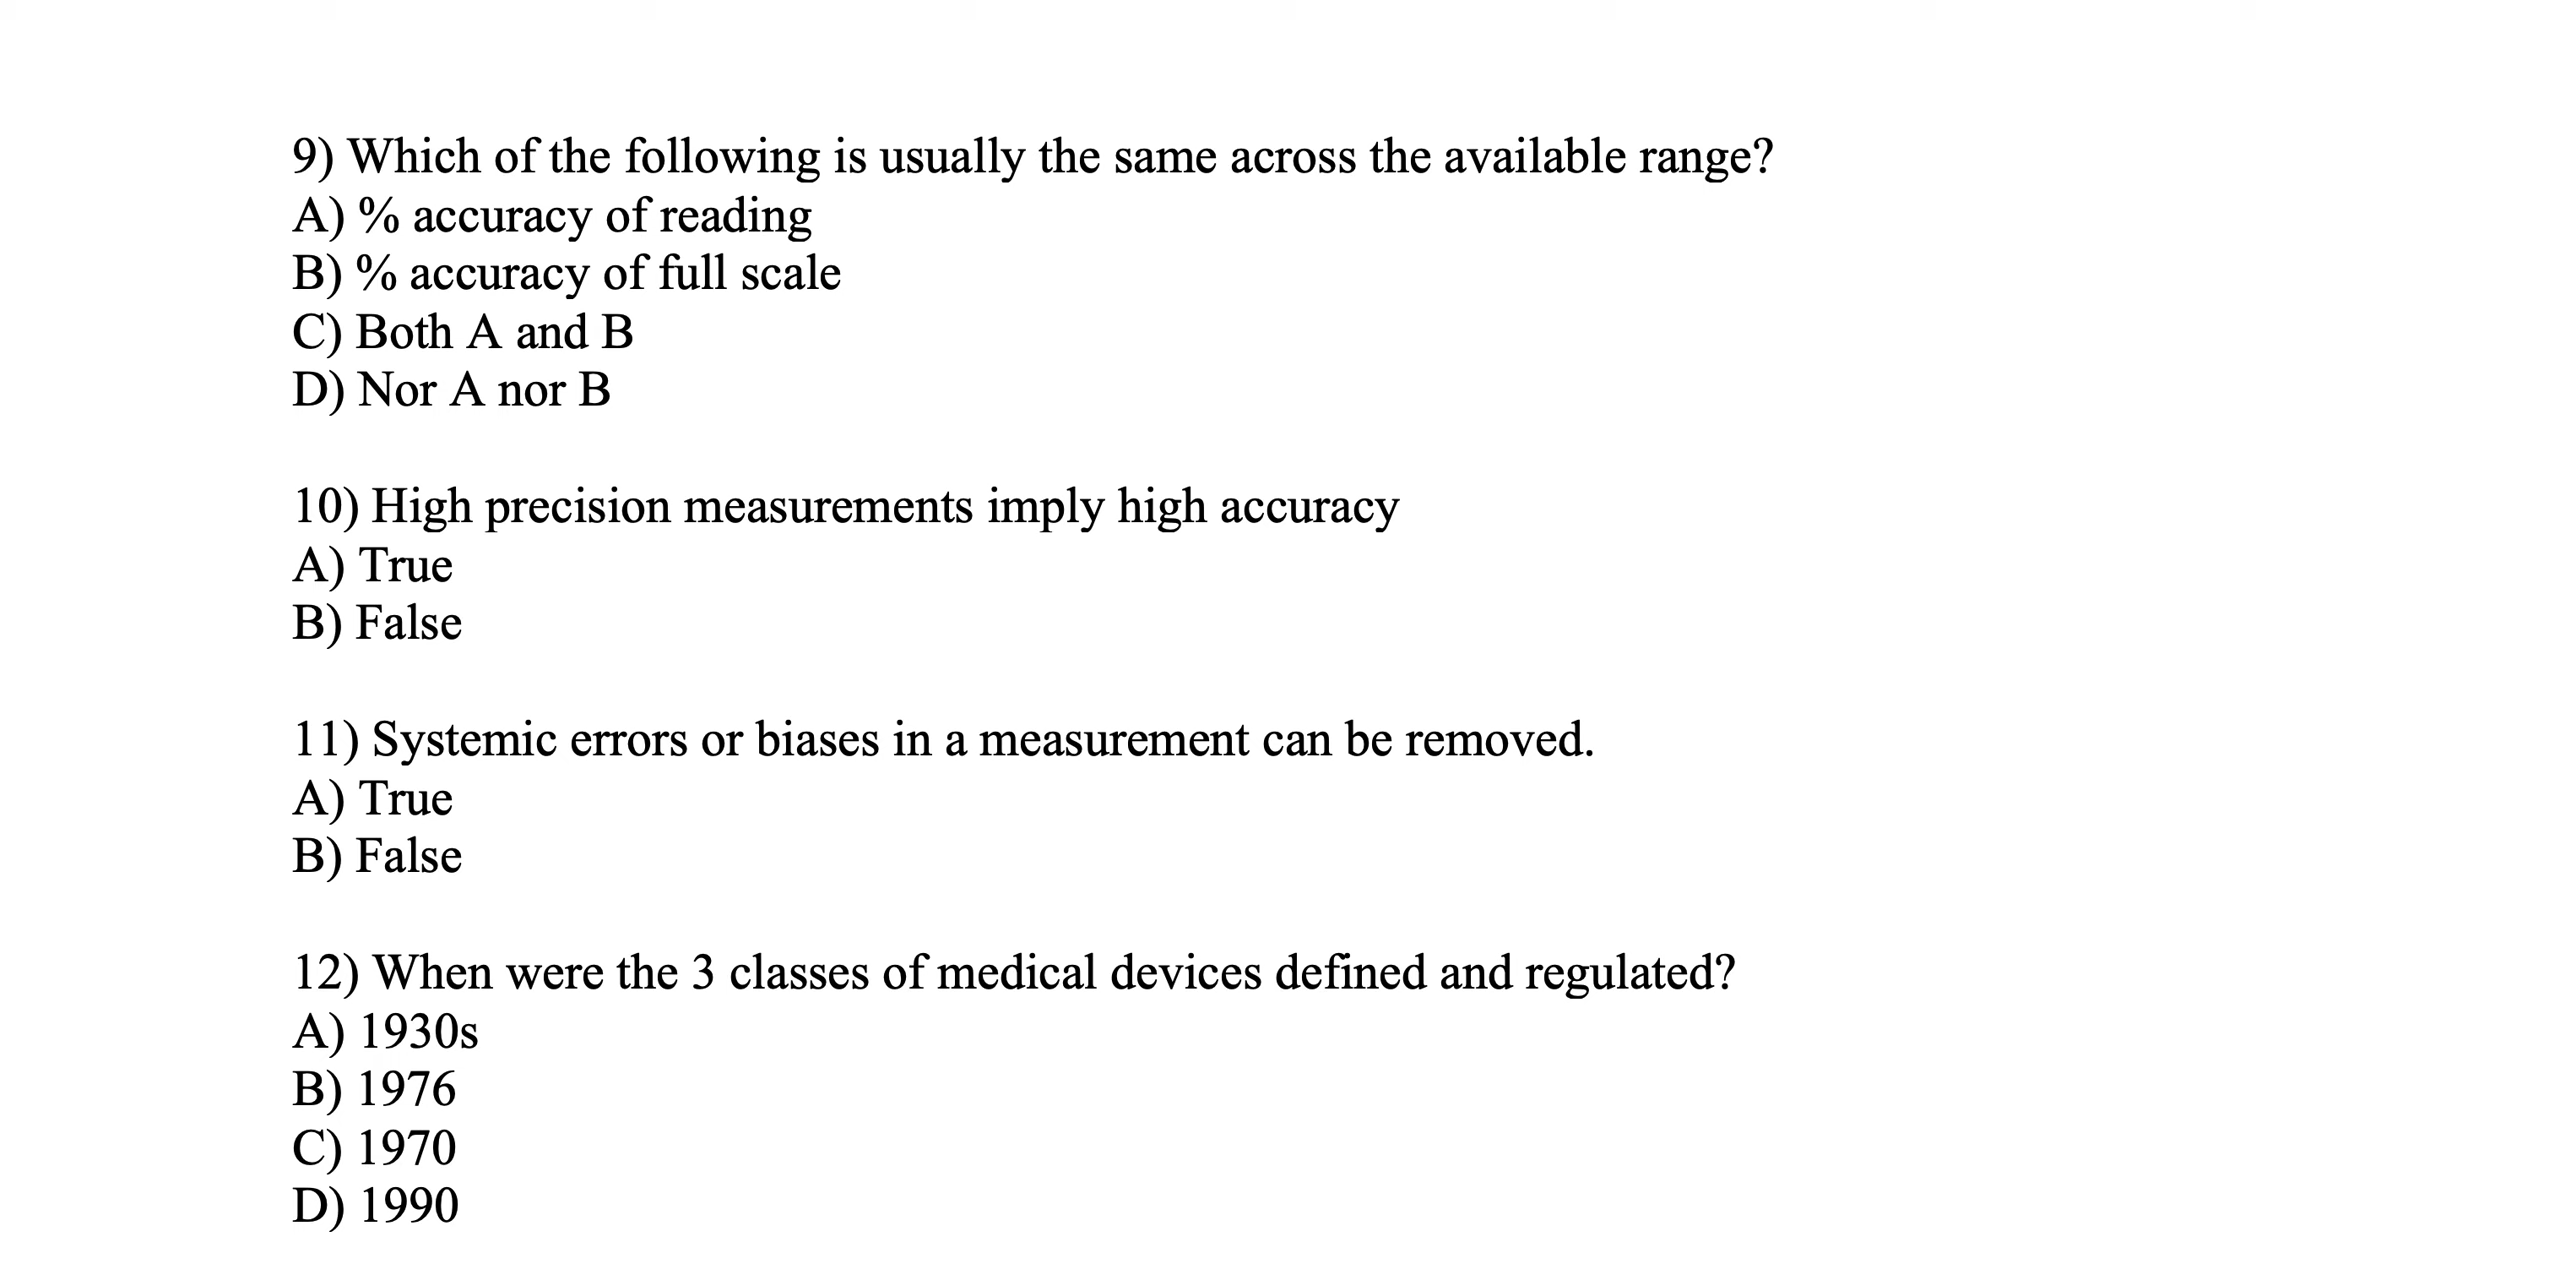 9) Which of the following is usually the same across the available range?
A) % accuracy of reading
B) % accuracy of full scale
C) Both A and B
D) Nor A nor B
10) High precision measurements imply high accuracy
A) True
B) False
11) Systemic errors or biases in a measurement can be removed.
A) True
B) False
12) When were the 3 classes of medical devices defined and regulated?
A) 1930s
B) 1976
C) 1970
D) 1990